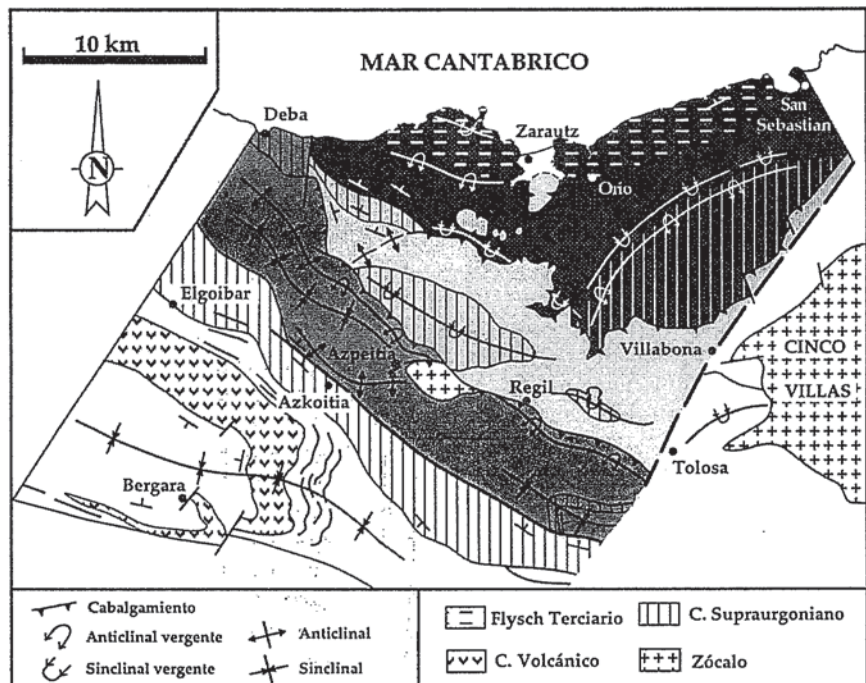 10 km
MAR CANTABRICO
N
San
Sebastian
Deba
Zarautz
Orio
Elgoibar
Azpeitia
Azkoitia
Regil
Villabona
CINCO
VILLAS
Tolosa
Bergara
Cabalgamiento
Anticlinal vergente
Anticlinal
Sinclinal vergente
Sinclinal
Flysch Terciario
C. Supraurgoniano
C. Volcánico
Zócalo